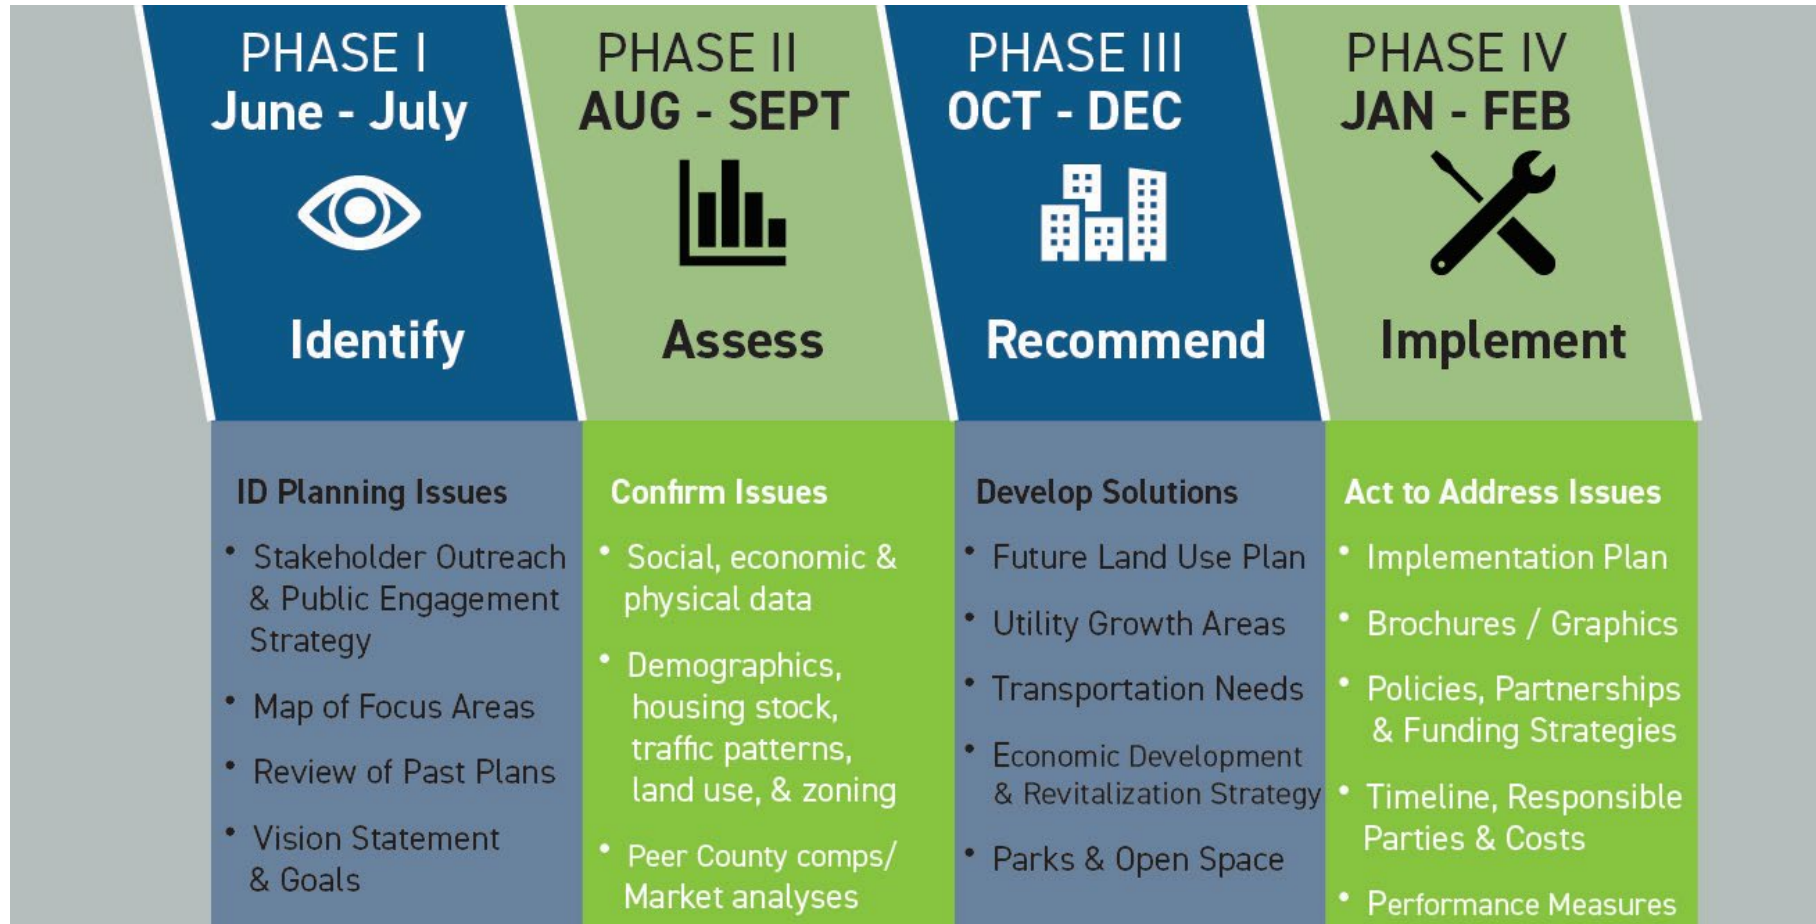 PHASE I
June - July
Identify
ID Planning Issues
• Stakeholder Outreach
& Public Engagement
Strategy
• Map of Focus Areas
• Review of Past Plans
• Vision Statement
& Goals
PHASE II
AUG - SEPT
Assess
Confirm Issues
• Social, economic &
physical data
• Demographics,
housing stock,
traffic patterns,
land use, & zoning
• Peer County comps/
Market analyses
PHASE III
OCT - DEC
Recommend
Develop Solutions
• Future Land Use Plan
• Utility Growth Areas
• Transportation Needs
• Economic Development
& Revitalization Strategy
• Parks & Open Space
PHASE IV
JAN - FEB
Implement
Act to Address Issues
• Implementation Plan
• Brochures / Graphics
• Policies, Partnerships
& Funding Strategies
• Timeline, Responsible
Parties & Costs
• Performance Measures